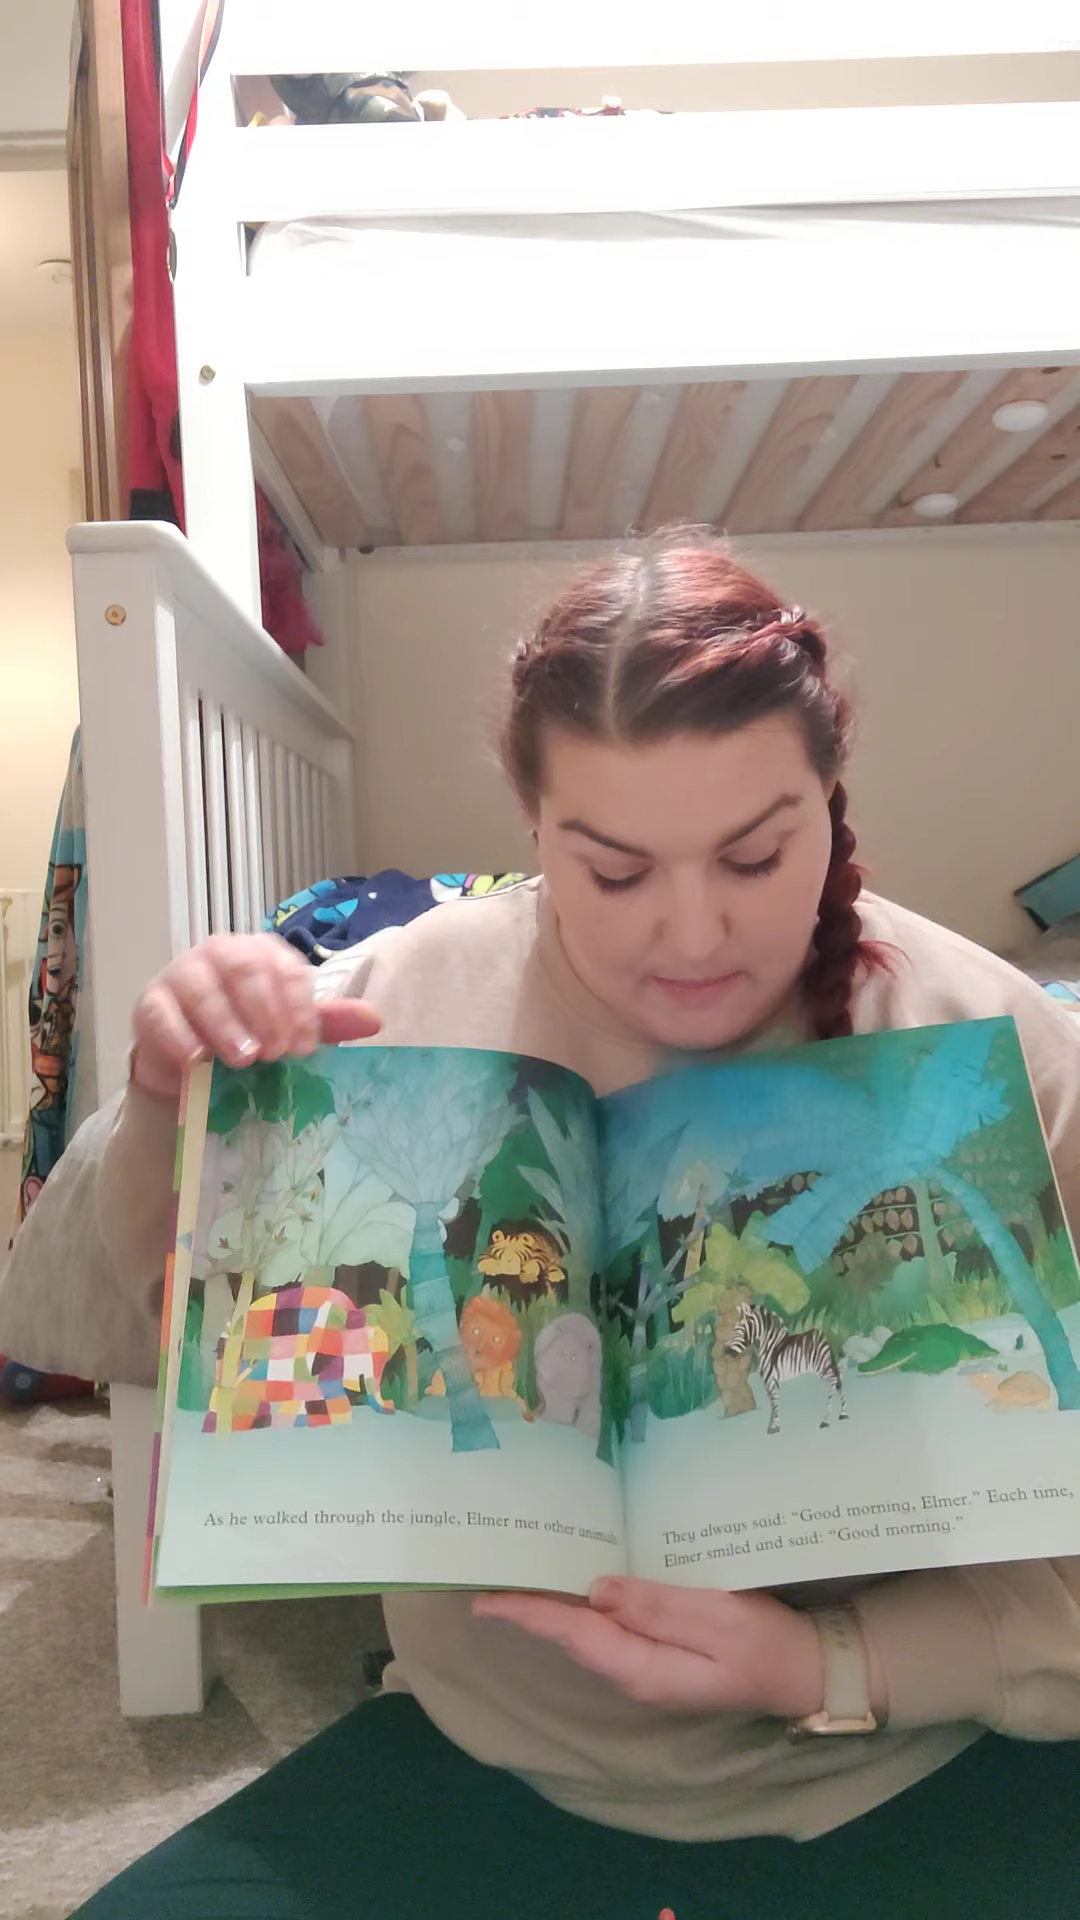 As he walked through the jungle, Elmer met other animals
They always said: “Good morning, Elmer.” Each time,
Elmer smiled and said: “Good morning.”